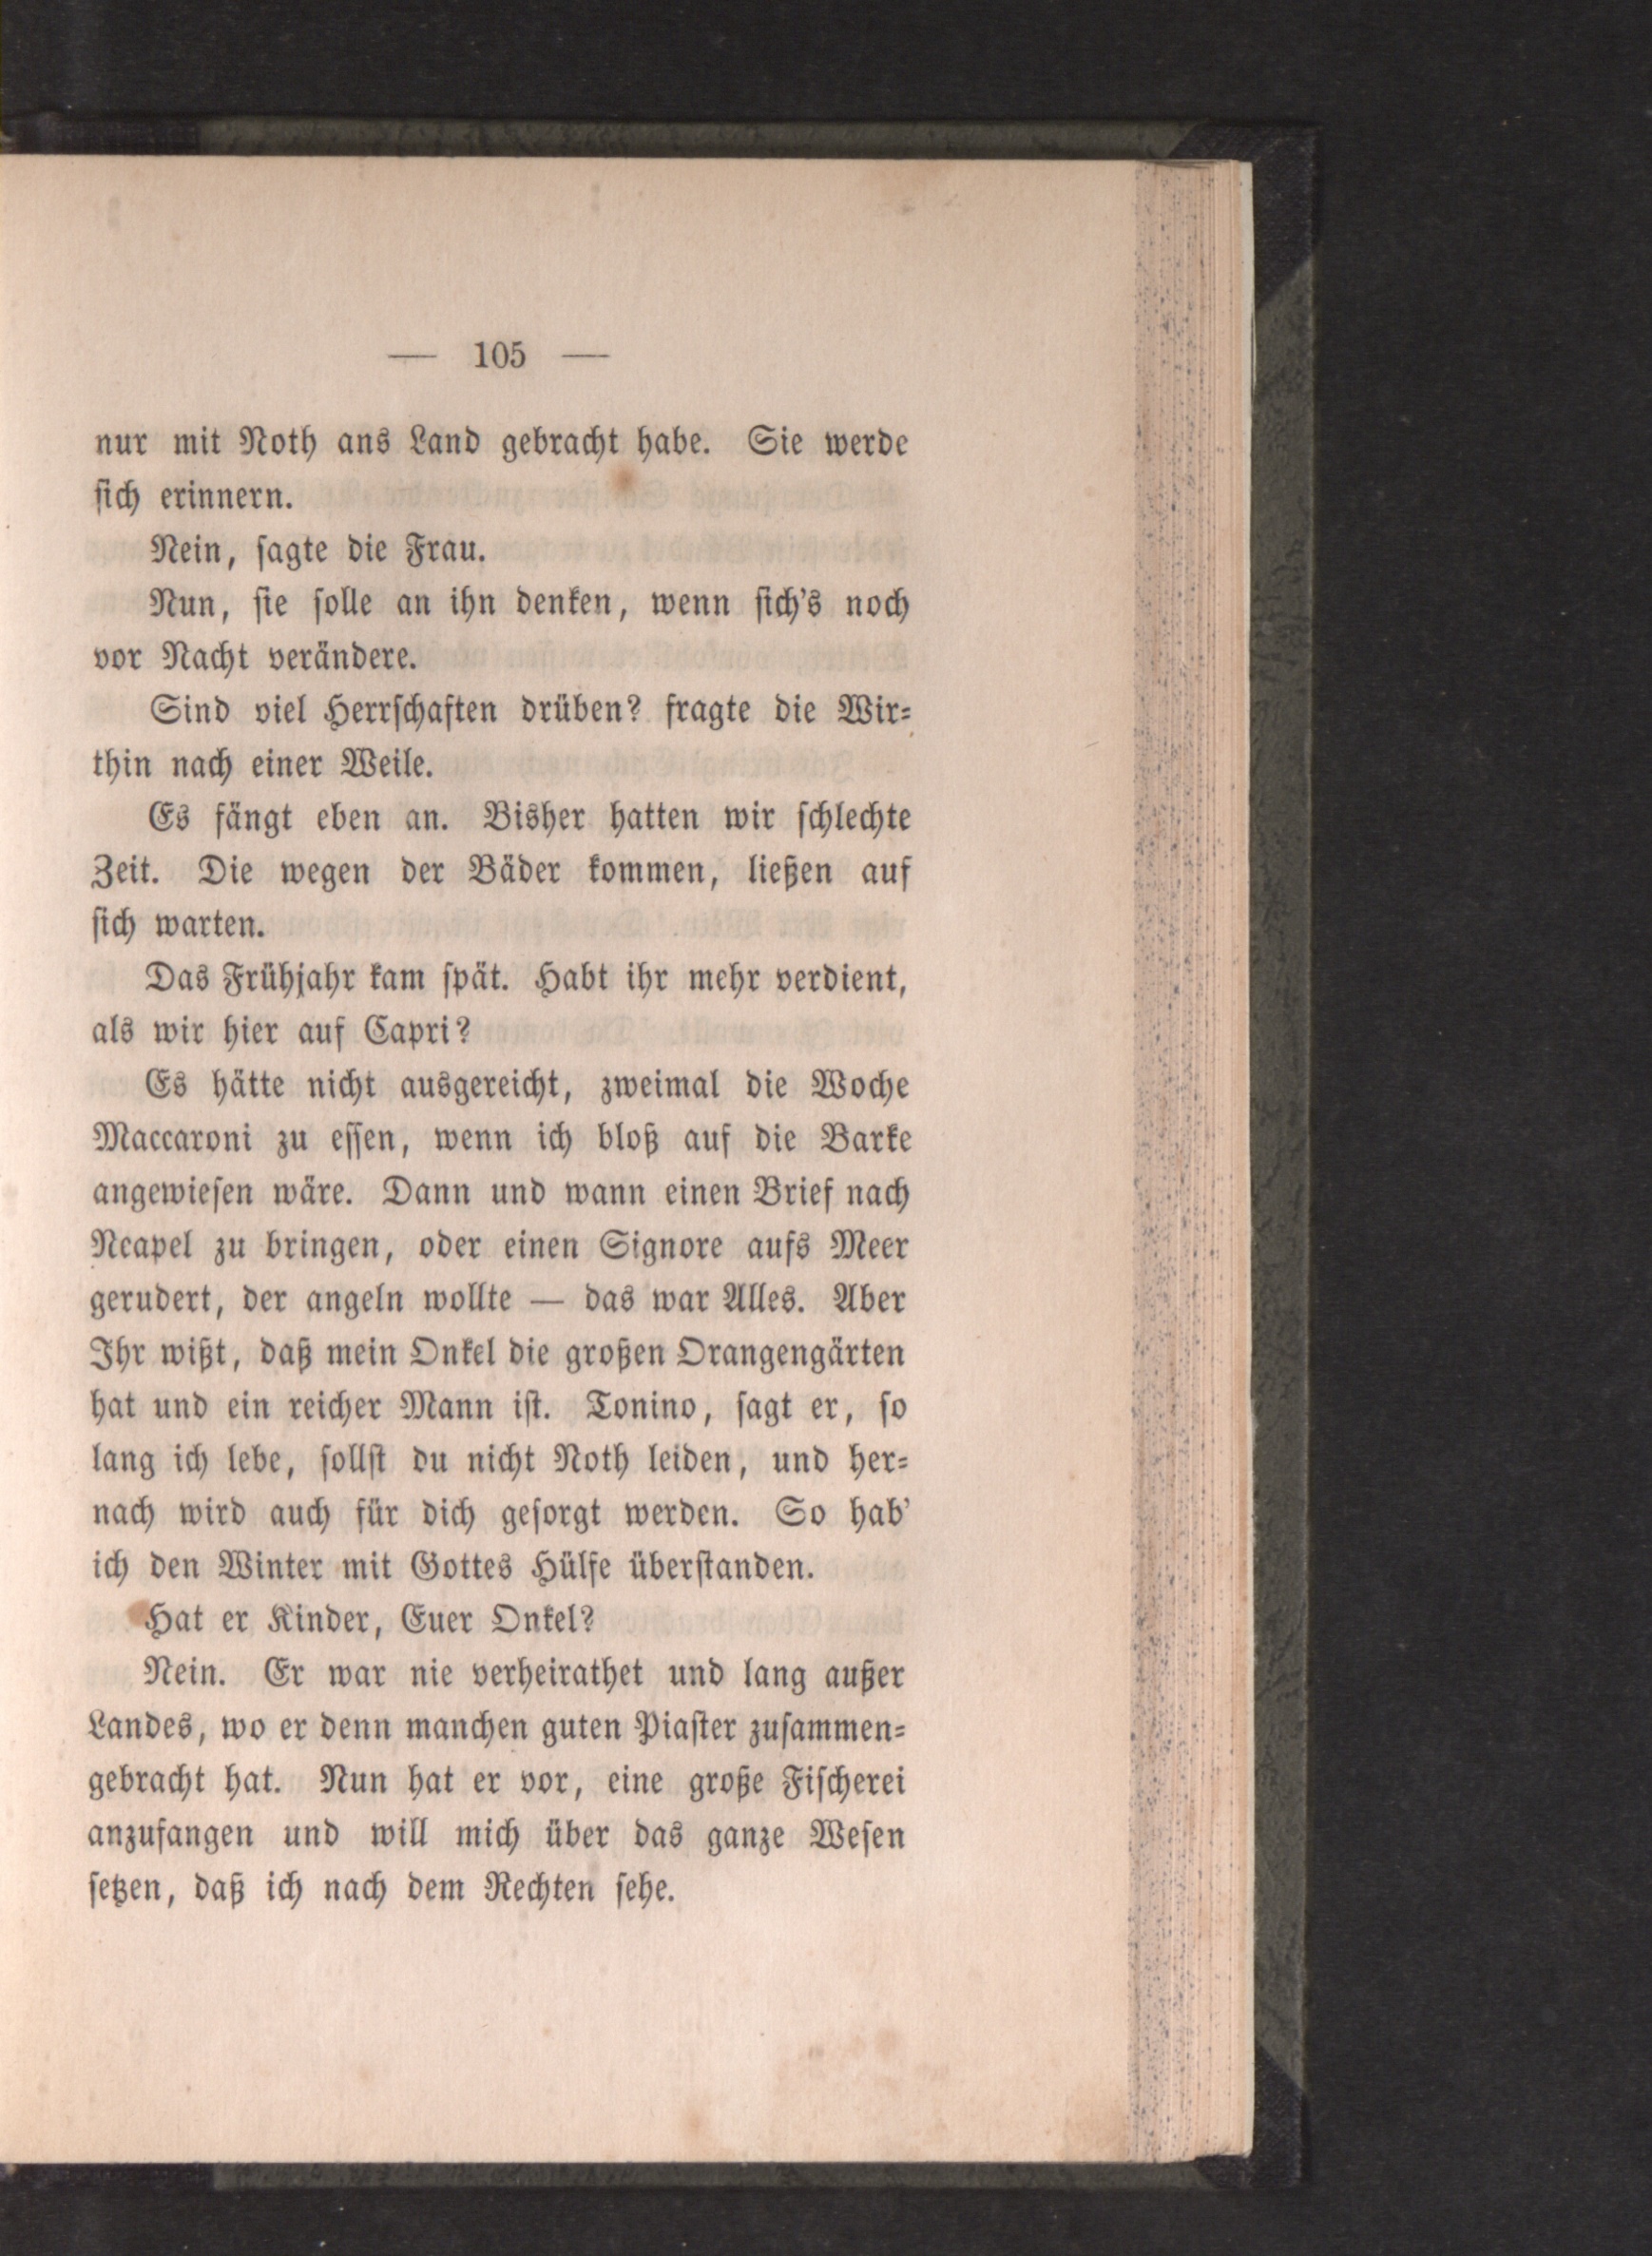 — 105 —
nur mit Noth ans Land gebracht habe. Sie werde
ſich erinnern.
Nein, ſagte die Frau.
Nun, ſie ſolle an ihn denken, wenn ſich's noch
vor Nacht verändere.
Sind viel Herrſchaften drüben? fragte die Wir⸗
thin nach einer Weile.
Es fängt eben an. Bisher hatten wir ſchlechte
Zeit. Die wegen der Bäder kommen, ließen auf
ſich warten.
Das Frühjahr kam ſpät. Habt ihr mehr verdient,
als wir hier auf Capri?
Es hätte nicht ausgereicht, zweimal die Woche
Maccaroni zu eſſen, wenn ich bloß auf die Barke
angewieſen wäre. Dann und wann einen Brief nach
Neapel zu bringen, oder einen Signore aufs Meer
gerudert, der angeln wollte — das war Alles. Aber
Ihr wißt, daß mein Onkel die großen Orangengärten
hat und ein reicher Mann iſt. Tonino, ſagt er, ſo
lang ich lebe, ſollſt du nicht Noth leiden, und her⸗
nach wird auch für dich geſorgt werden. So hab'
ich den Winter mit Gottes Hülfe überſtanden.
Hat er Kinder, Euer Onkel?
Nein. Er war nie verheirathet und lang außer
Landes, wo er denn manchen guten Piaſter zuſammen⸗
gebracht hat. Nun hat er vor, eine große Fiſcherei
anzufangen und will mich über das ganze Weſen
ſetzen, daß ich nach dem Rechten ſehe.